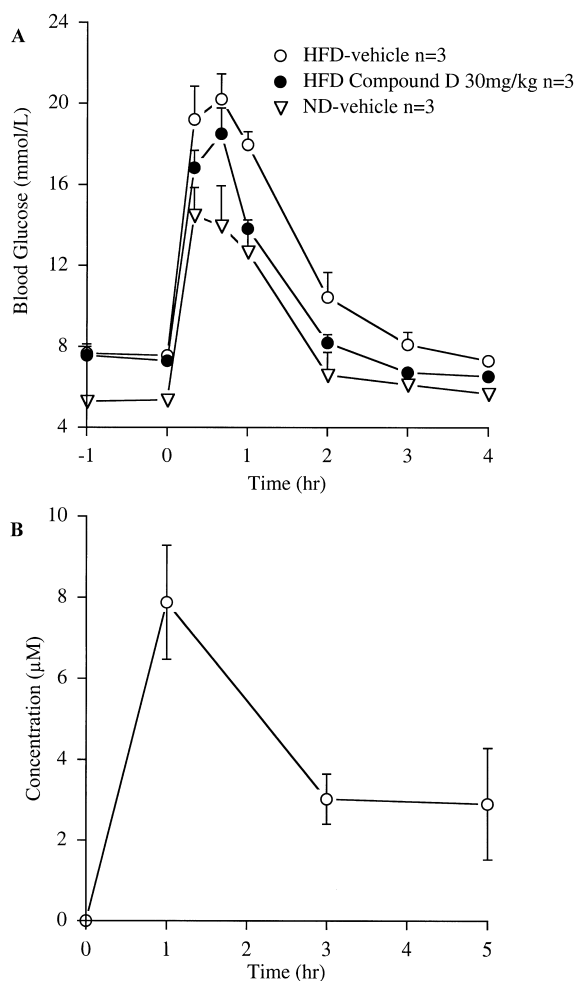 A
24
20
16
12
8
4
Blood Glucose (mmol/L)
HFD-vehicle n=3
HFD Compound D 30mg/kg n=3
ND-vehicle n=3
-1 0 1 2 3 4
Time (hr)
B
10
8
6
4
2
0
Concentration (µM)
0 1 2 3 4 5
Time (hr)